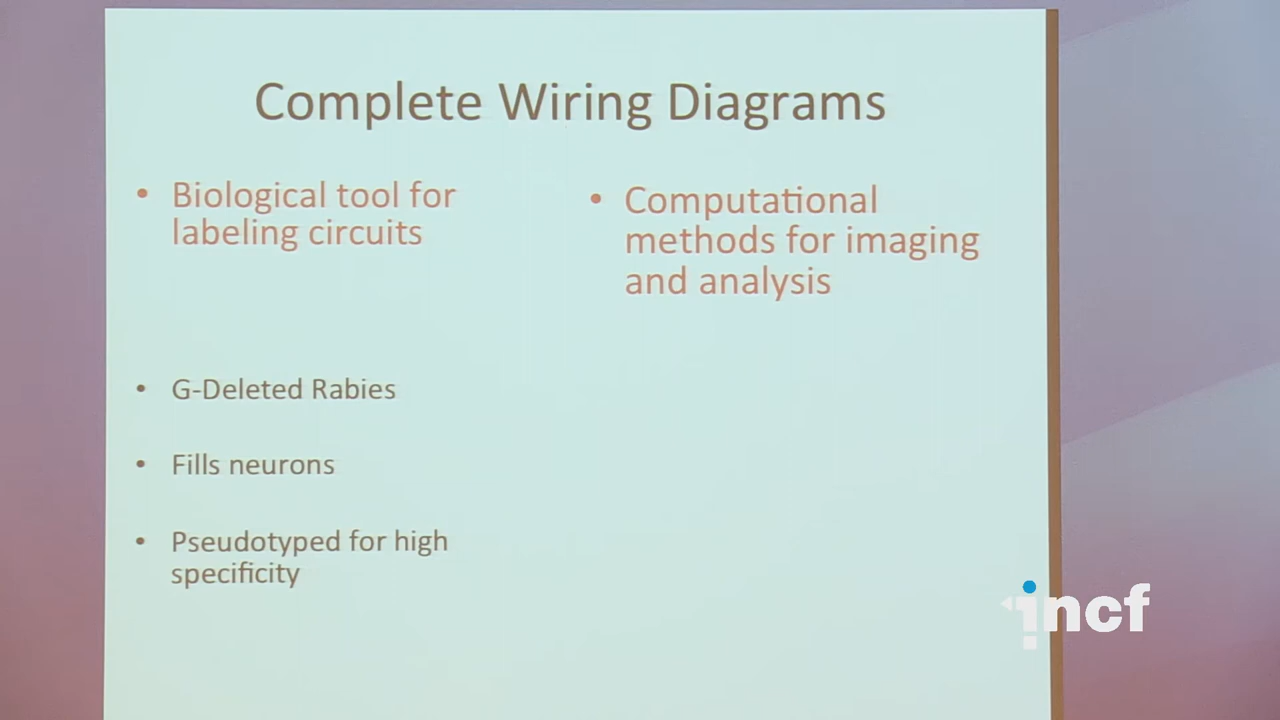 Complete Wiring Diagrams
• Biological tool for
labeling circuits
• Computational
methods for imaging
and analysis
• G-Deleted Rabies
• Fills neurons
• Pseudotyped for high
specificity
incf